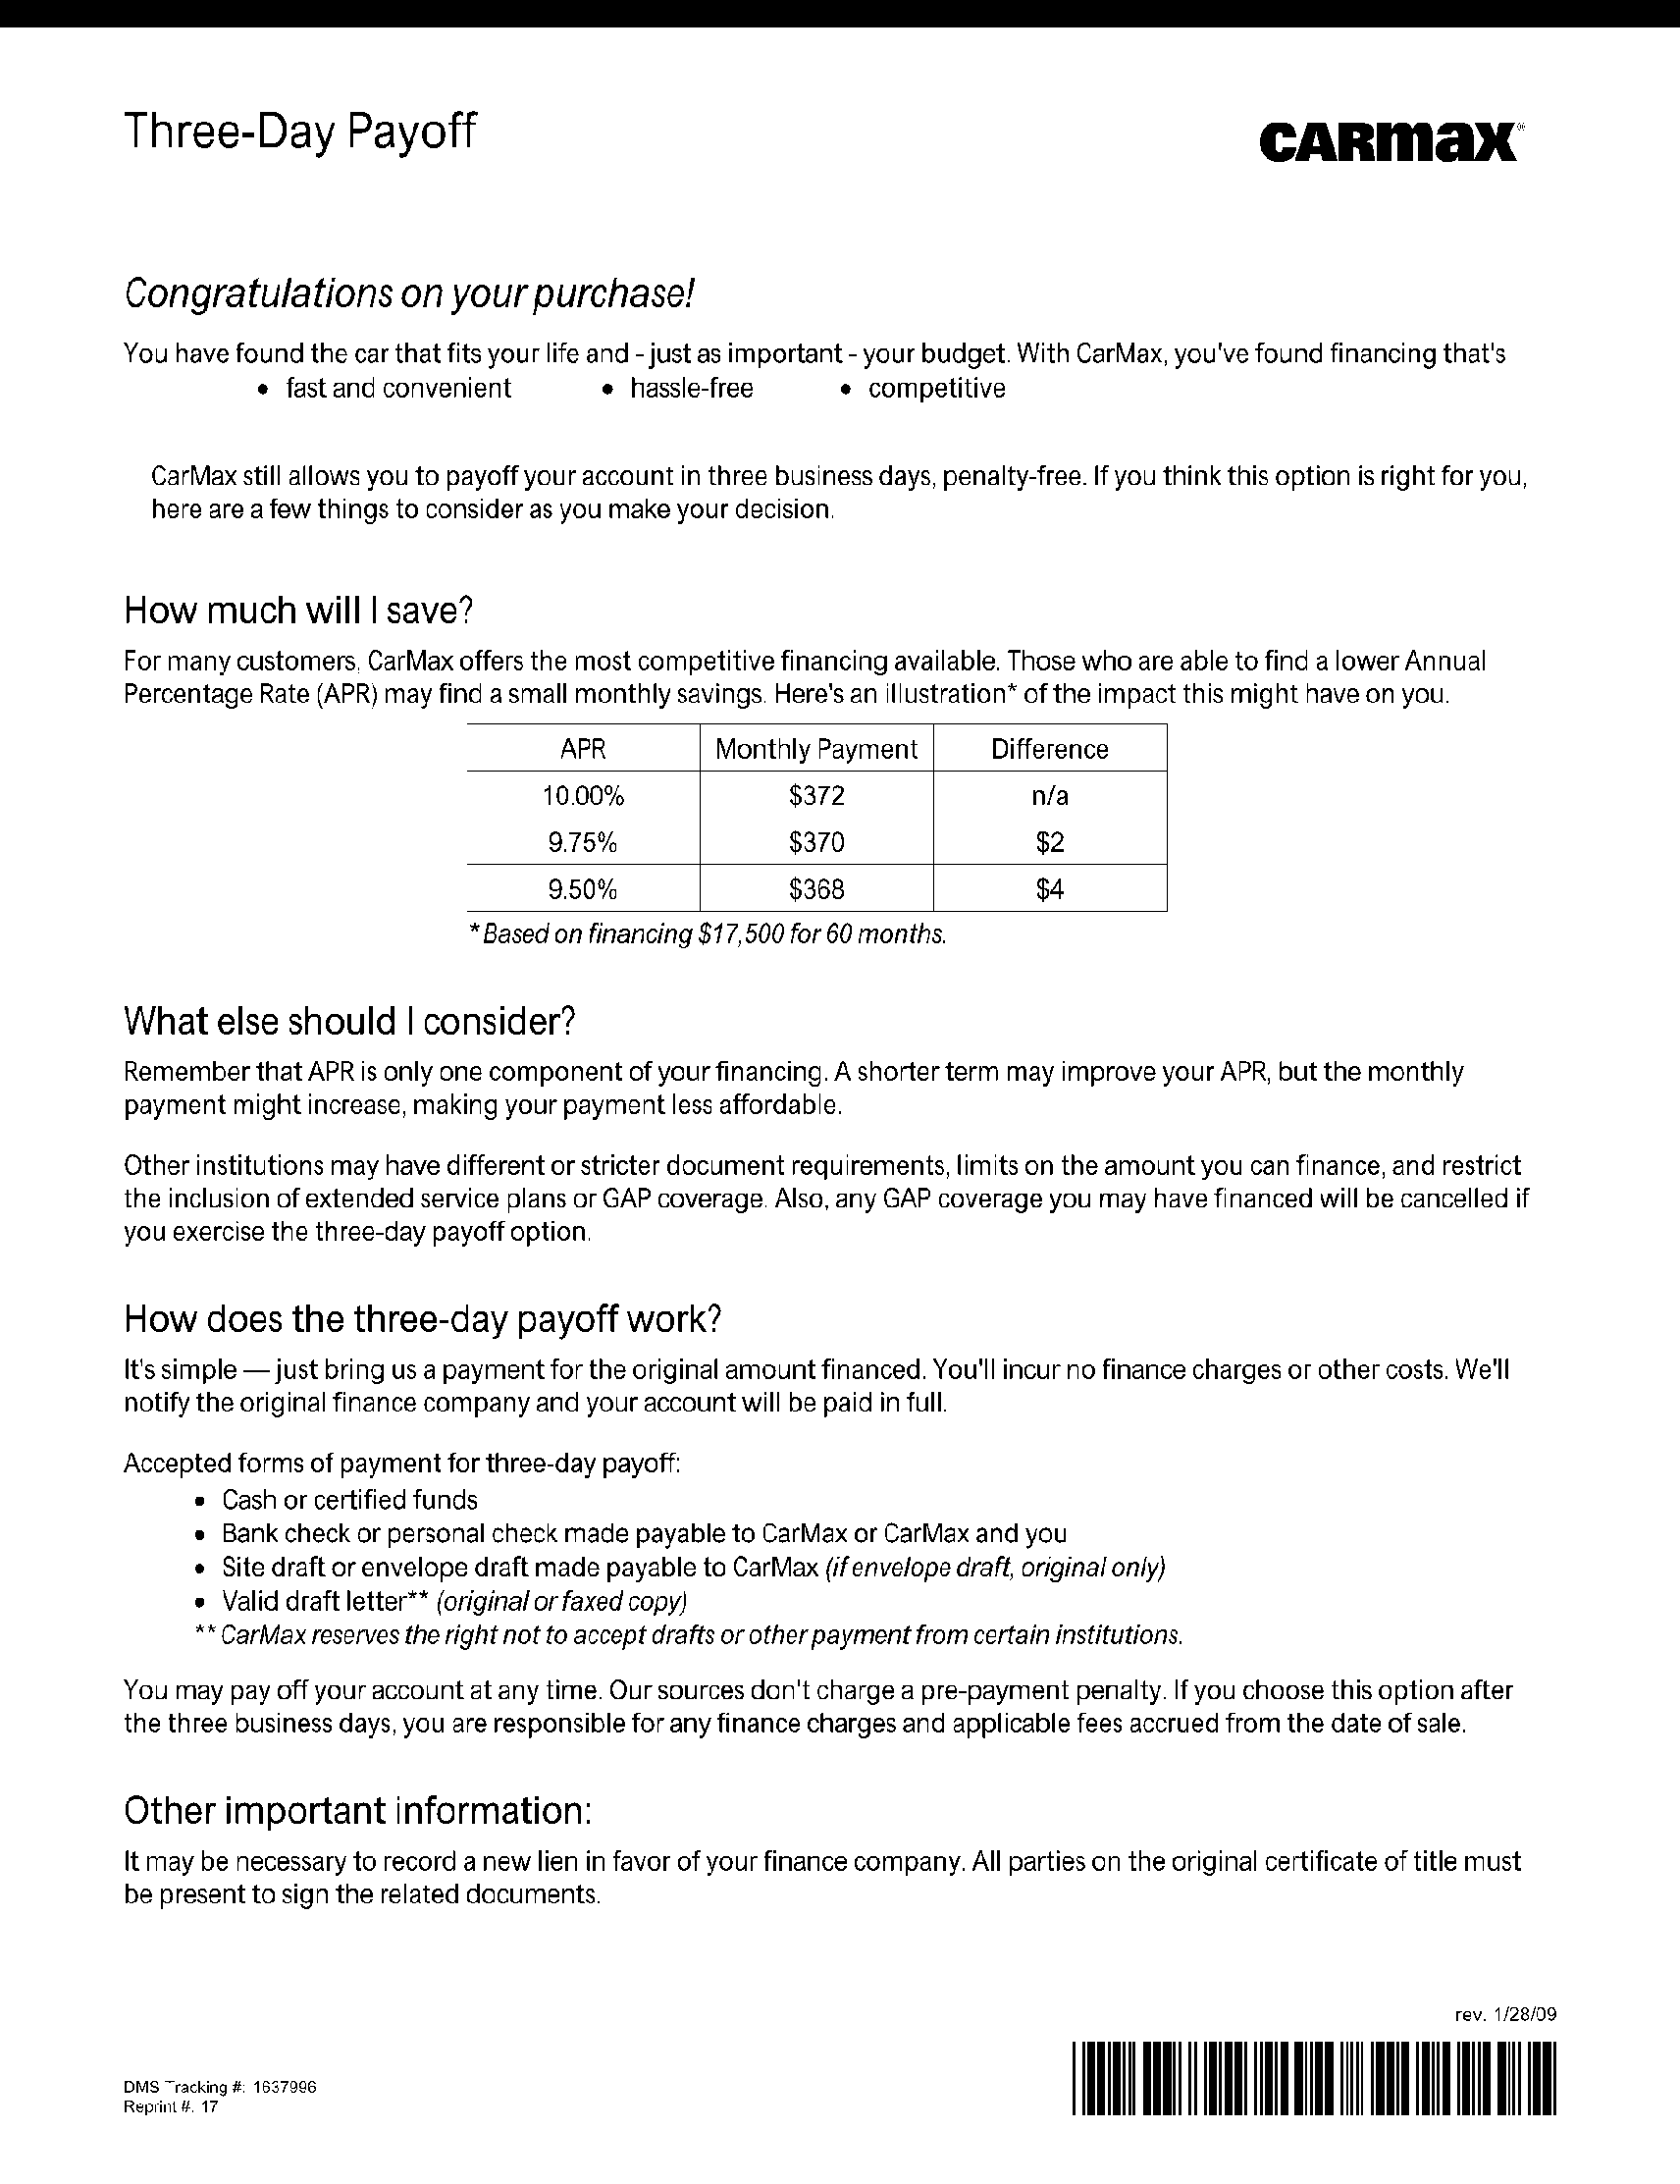 Three-Day Payoff
CARmax
Congratulations on your purchase!
You have found the car that fits your life and - just as important - your budget. With CarMax, you've found financing that's
• fast and convenient • hassle-free • competitive
CarMax still allows you to payoff your account in three business days, penalty-free. If you think this option is right for you,
here are a few things to consider as you make your decision.
How much will I save?
For many customers, CarMax offers the most competitive financing available. Those who are able to find a lower Annual
Percentage Rate (APR) may find a small monthly savings. Here's an illustration* of the impact this might have on you.
APR Monthly Payment Difference
10.00% $372 n/a
9.75% $370 $2
9.50% $368 $4
*Based on financing $17,500 for 60 months.
What else should I consider?
Remember that APR is only one component of your financing. A shorter term may improve your APR, but the monthly
payment might increase, making your payment less affordable.
Other institutions may have different or stricter document requirements, limits on the amount you can finance, and restrict
the inclusion of extended service plans or GAP coverage. Also, any GAP coverage you may have financed will be cancelled if
you exercise the three-day payoff option.
How does the three-day payoff work?
It's simple — just bring us a payment for the original amount financed. You'll incur no finance charges or other costs. We'll
notify the original finance company and your account will be paid in full.
Accepted forms of payment for three-day payoff:
• Cash or certified funds
• Bank check or personal check made payable to CarMax or CarMax and you
• Site draft or envelope draft made payable to CarMax (if envelope draft, original only)
• Valid draft letter** (original or faxed copy)
** CarMax reserves the right not to accept drafts or other payment from certain institutions.
You may pay off your account at any time. Our sources don't charge a pre-payment penalty. If you choose this option after
the three business days, you are responsible for any finance charges and applicable fees accrued from the date of sale.
Other important information:
It may be necessary to record a new lien in favor of your finance company. All parties on the original certificate of title must
be present to sign the related documents.
rev. 1/28/09
DMS Tracking #: 1637996
Reprint #. 17